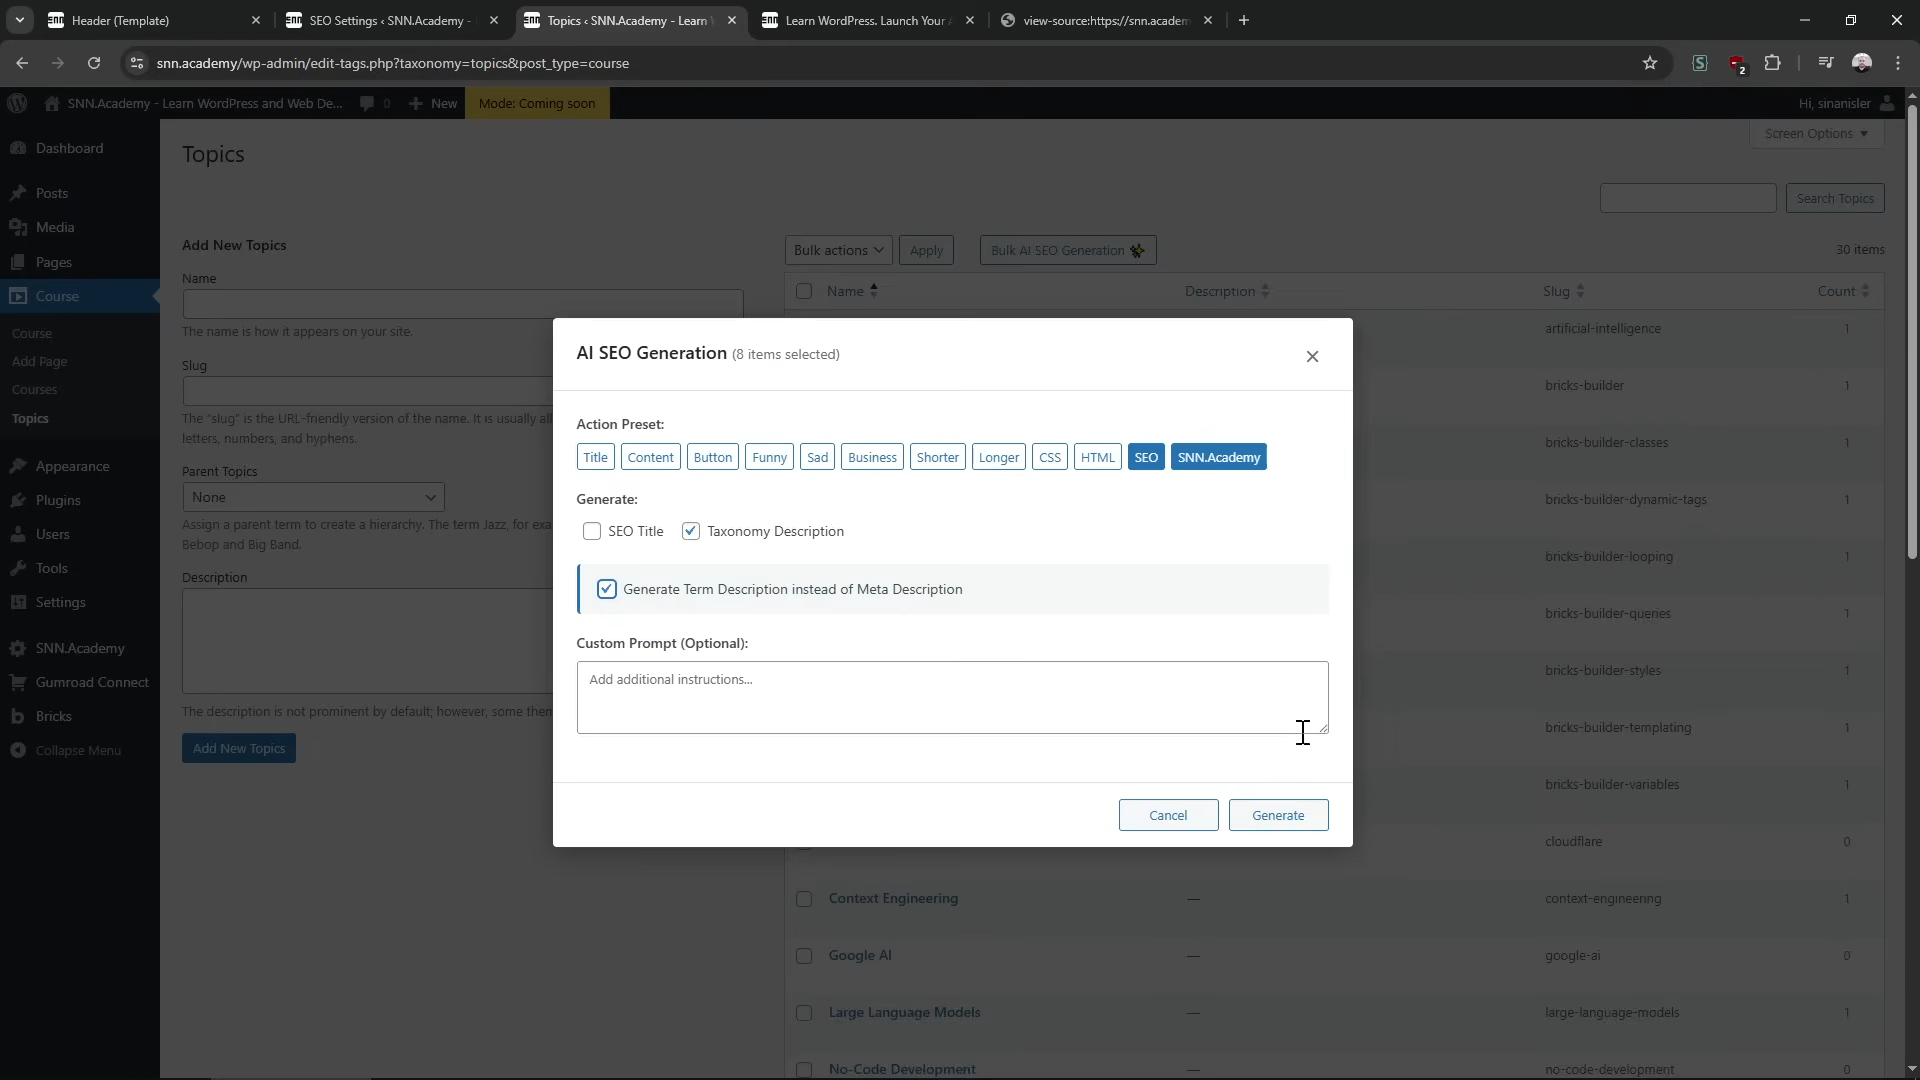 Header (Template)
SEO Settings ‹ SNN.Academy -
Topics ‹ SNN.Academy - Learn
Learn WordPress. Launch Your
view-source:https://snn.academ
snn.academy/wp-admin/edit-tags.php?taxonomy=topics&post_type=course
2
SNN.Academy - Learn WordPress and Web De...
0
New
Mode: Coming soon
Hi, sinanisler
Dashboard
Posts
Media
Pages
Course
Course
Add Page
Courses
Topics
Appearance
Plugins
Users
Tools
Settings
SNN.Academy
Gumroad Connect
Bricks
Collapse Menu
Topics
Screen Options
Search Topics
Add New Topics
Name
The name is how it appears on your site.
Slug
The “slug” is the URL-friendly version of the name. It is usually al
letters, numbers, and hyphens.
Parent Topics
None
Assign a parent term to create a hierarchy. The term Jazz, for exa
Bebop and Big Band.
Description
The description is not prominent by default; however, some then
Add New Topics
Bulk actions
Apply
Bulk AI SEO Generation
30 items
Name
Description
Slug
Count
artificial-intelligence
1
bricks-builder
1
bricks-builder-classes
1
bricks-builder-dynamic-tags
1
bricks-builder-looping
1
bricks-builder-queries
1
bricks-builder-styles
1
bricks-builder-templating
1
bricks-builder-variables
1
cloudflare
0
Context Engineering
—
context-engineering
1
Google AI
—
google-ai
0
Large Language Models
—
large-language-models
1
No-Code Development
—
no-code-development
0
AI SEO Generation (8 items selected)
Action Preset:
Title
Content
Button
Funny
Sad
Business
Shorter
Longer
CSS
HTML
SEO
SNN.Academy
Generate:
SEO Title
Taxonomy Description
Generate Term Description instead of Meta Description
Custom Prompt (Optional):
Add additional instructions...
Cancel
Generate